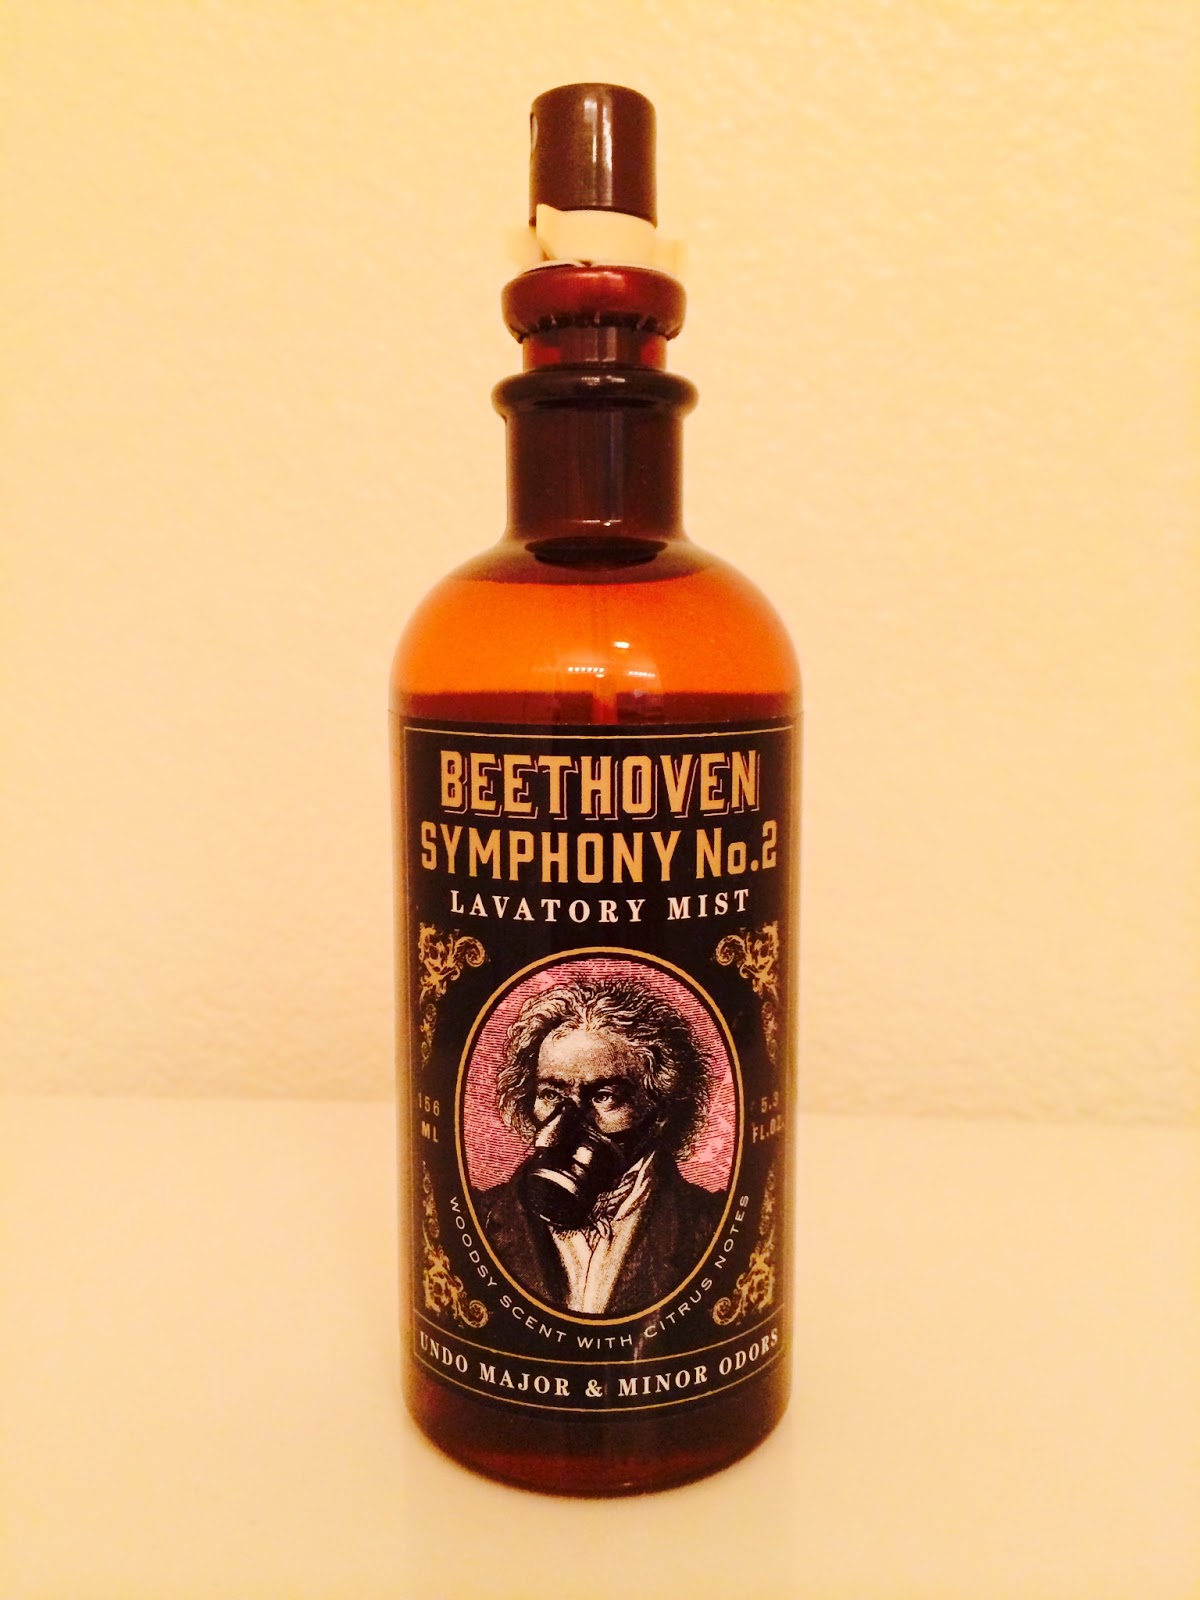 BEETHOVEN
SYMPHONY No.2
LAVATORY MIST
156
ML
5.3
FL.OZ.
WOODSY SCENT WITH CITRUS NOTES
UNDO MAJOR & MINOR ODORS